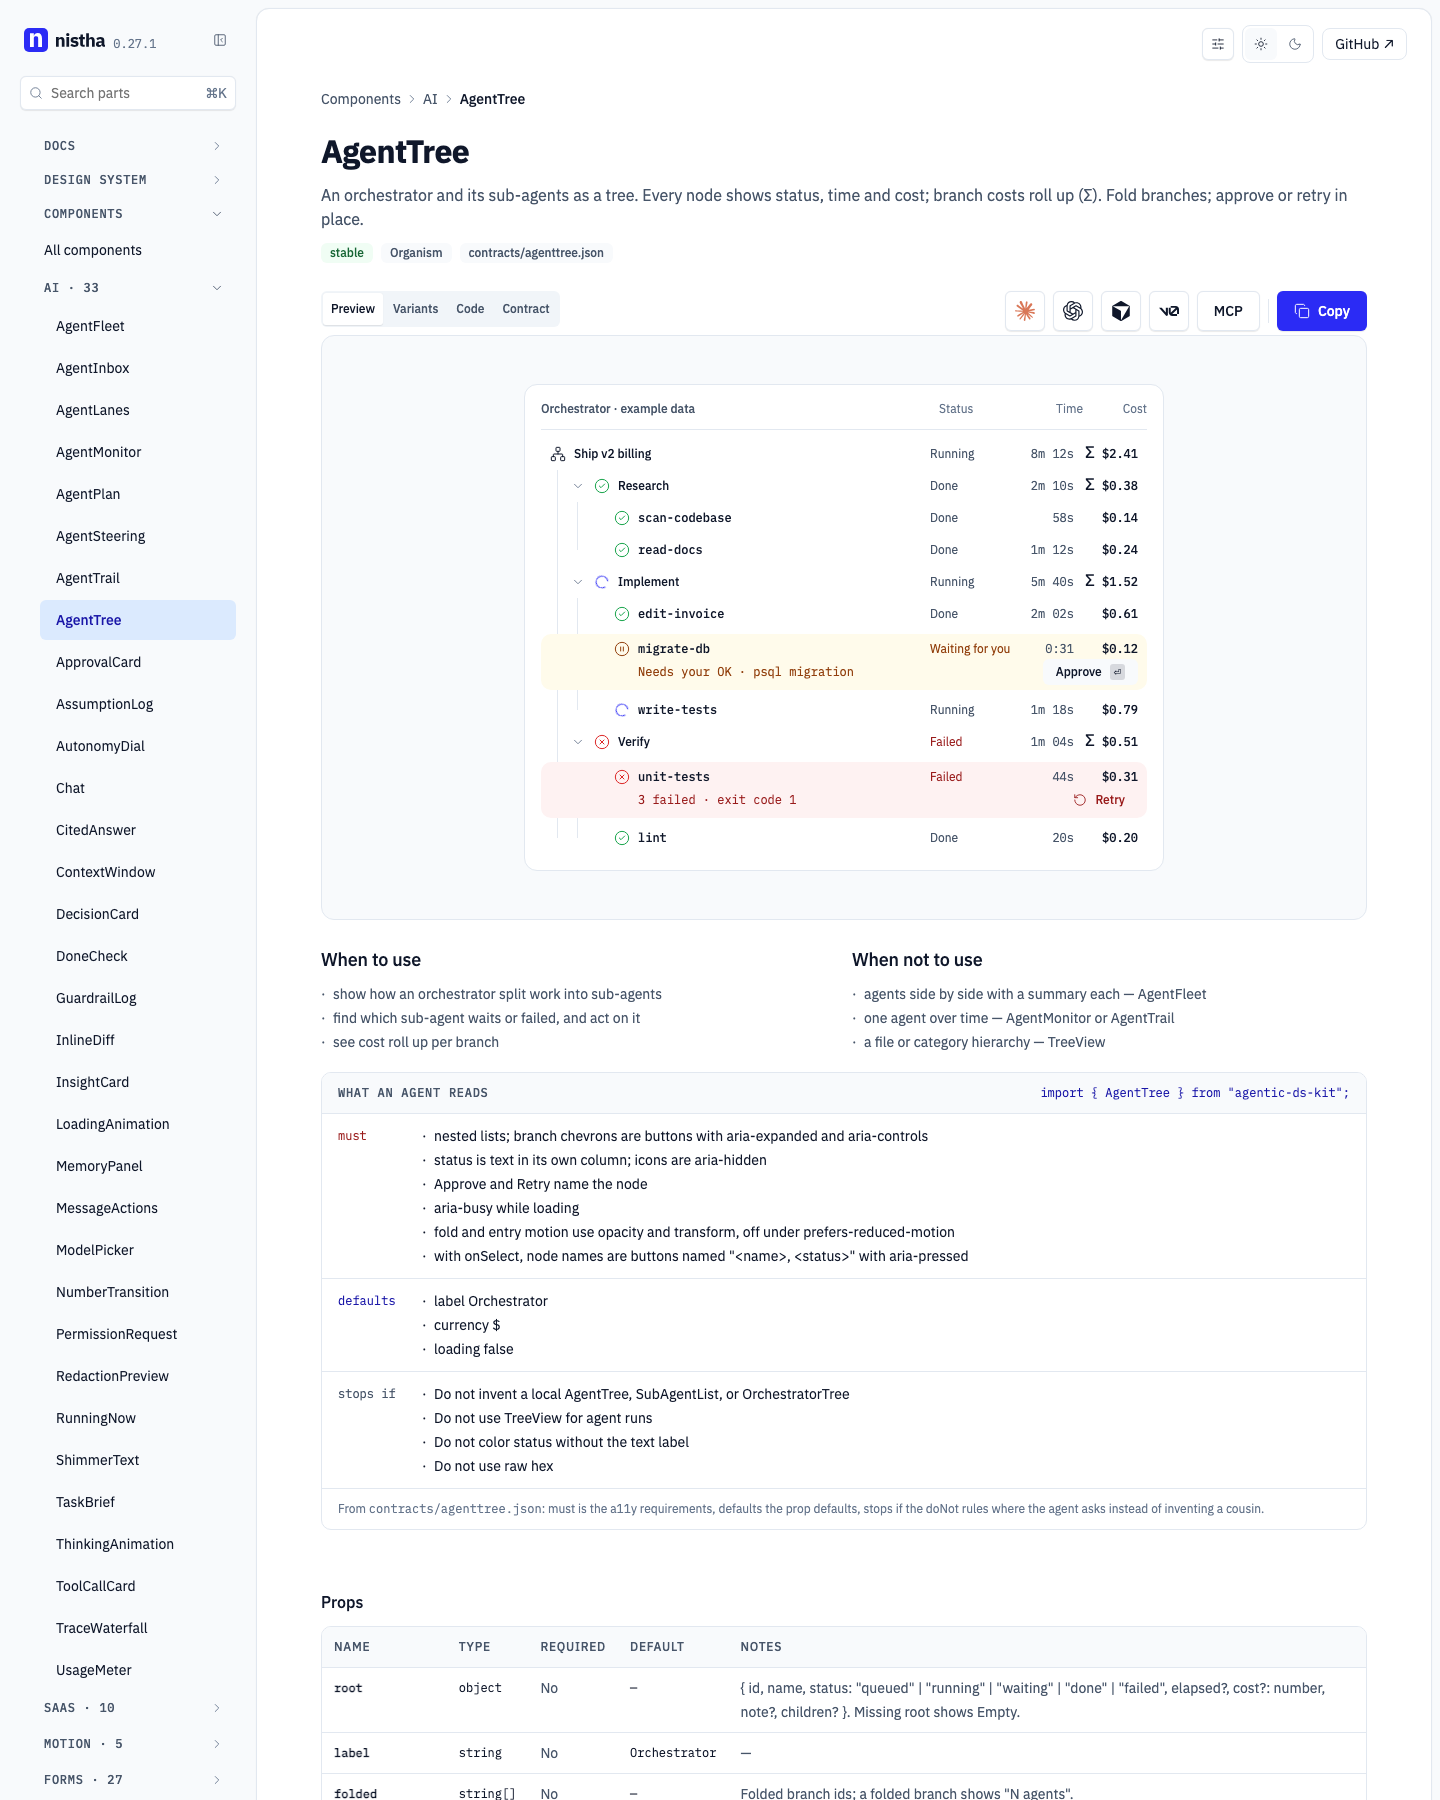 nistha 0.27.1
Search parts ⌘K
DOCS
DESIGN SYSTEM
COMPONENTS
All components
AI · 33
AgentFleet
AgentInbox
AgentLanes
AgentMonitor
AgentPlan
AgentSteering
AgentTrail
AgentTree
ApprovalCard
AssumptionLog
AutonomyDial
Chat
CitedAnswer
ContextWindow
DecisionCard
DoneCheck
GuardrailLog
InlineDiff
InsightCard
LoadingAnimation
MemoryPanel
MessageActions
ModelPicker
NumberTransition
PermissionRequest
RedactionPreview
RunningNow
ShimmerText
TaskBrief
ThinkingAnimation
ToolCallCard
TraceWaterfall
UsageMeter
SAAS · 10
MOTION · 5
FORMS · 27
GitHub ↗
Components > AI > AgentTree
AgentTree
An orchestrator and its sub-agents as a tree. Every node shows status, time and cost; branch costs roll up (Σ). Fold branches; approve or retry in
place.
stable Organism contracts/agenttree.json
Preview Variants Code Contract
v0 MCP Copy
Orchestrator · example data Status Time Cost
Ship v2 billing Running 8m 12s Σ $2.41
Research Done 2m 10s Σ $0.38
scan-codebase Done 58s $0.14
read-docs Done 1m 12s $0.24
Implement Running 5m 40s Σ $1.52
edit-invoice Done 2m 02s $0.61
migrate-db Waiting for you 0:31 $0.12
Needs your OK · psql migration Approve ⏎
write-tests Running 1m 18s $0.79
Verify Failed 1m 04s Σ $0.51
unit-tests Failed 44s $0.31
3 failed · exit code 1 Retry
lint Done 20s $0.20
When to use
· show how an orchestrator split work into sub-agents
· find which sub-agent waits or failed, and act on it
· see cost roll up per branch
When not to use
· agents side by side with a summary each — AgentFleet
· one agent over time — AgentMonitor or AgentTrail
· a file or category hierarchy — TreeView
WHAT AN AGENT READS import { AgentTree } from "agentic-ds-kit";
must · nested lists; branch chevrons are buttons with aria-expanded and aria-controls
· status is text in its own column; icons are aria-hidden
· Approve and Retry name the node
· aria-busy while loading
· fold and entry motion use opacity and transform, off under prefers-reduced-motion
· with onSelect, node names are buttons named "<name>, <status>" with aria-pressed
defaults · label Orchestrator
· currency $
· loading false
stops if · Do not invent a local AgentTree, SubAgentList, or OrchestratorTree
· Do not use TreeView for agent runs
· Do not color status without the text label
· Do not use raw hex
From contracts/agenttree.json: must is the a11y requirements, defaults the prop defaults, stops if the doNot rules where the agent asks instead of inventing a cousin.
Props
NAME TYPE REQUIRED DEFAULT NOTES
root object No — { id, name, status: "queued" | "running" | "waiting" | "done" | "failed", elapsed?, cost?: number,
note?, children? }. Missing root shows Empty.
label string No Orchestrator —
folded string[] No — Folded branch ids; a folded branch shows "N agents".